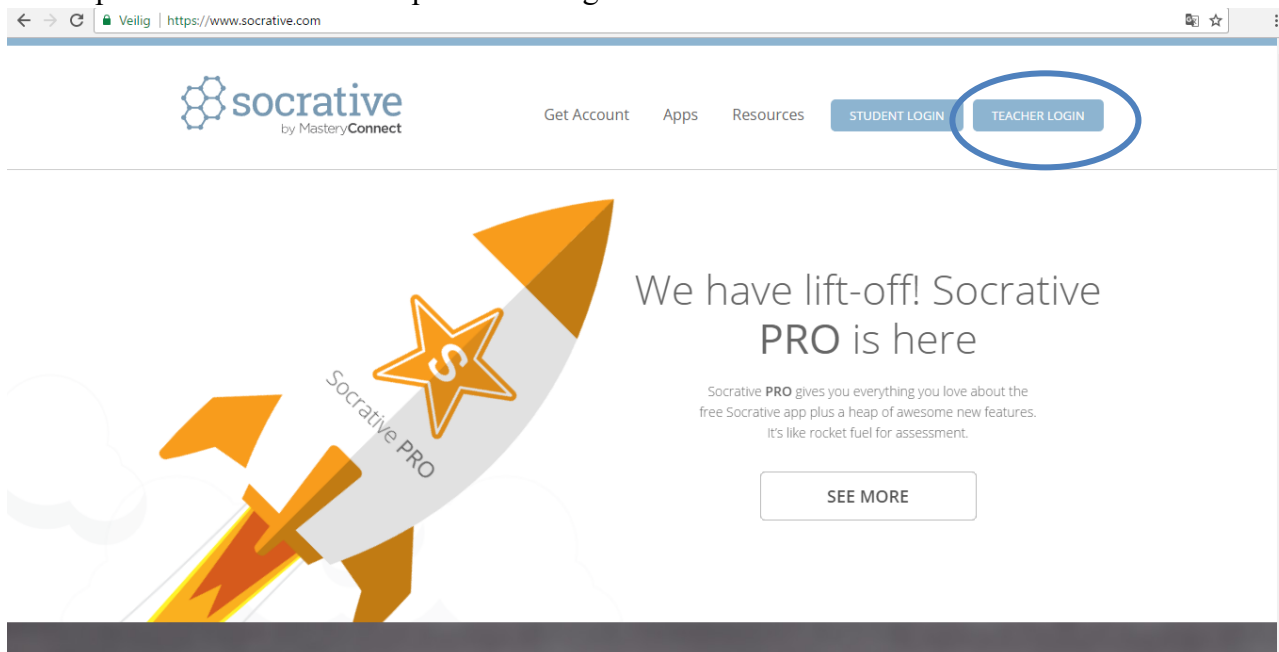 Veilig | https://www.socrative.com
socrative
by MasteryConnect
Get Account Apps Resources STUDENT LOGIN TEACHER LOGIN
We have lift-off! Socrative
PRO is here
Socrative PRO gives you everything you love about the
free Socrative app plus a heap of awesome new features.
It's like rocket fuel for assessment.
SEE MORE
S
Socrative PRO